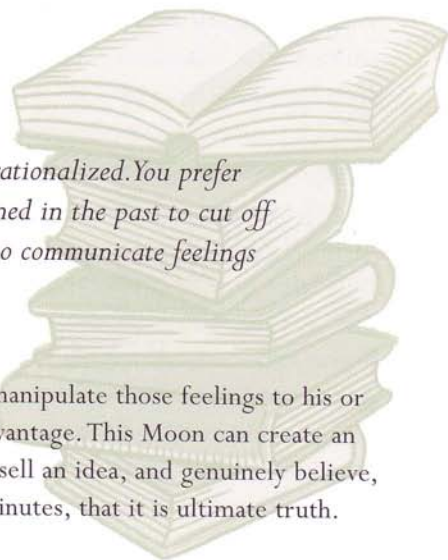 ationalized. You prefer
ned in the past to cut off
o communicate feelings
manipulate those feelings to his or
vantage. This Moon can create an
sell an idea, and genuinely believe,
inutes, that it is ultimate truth.